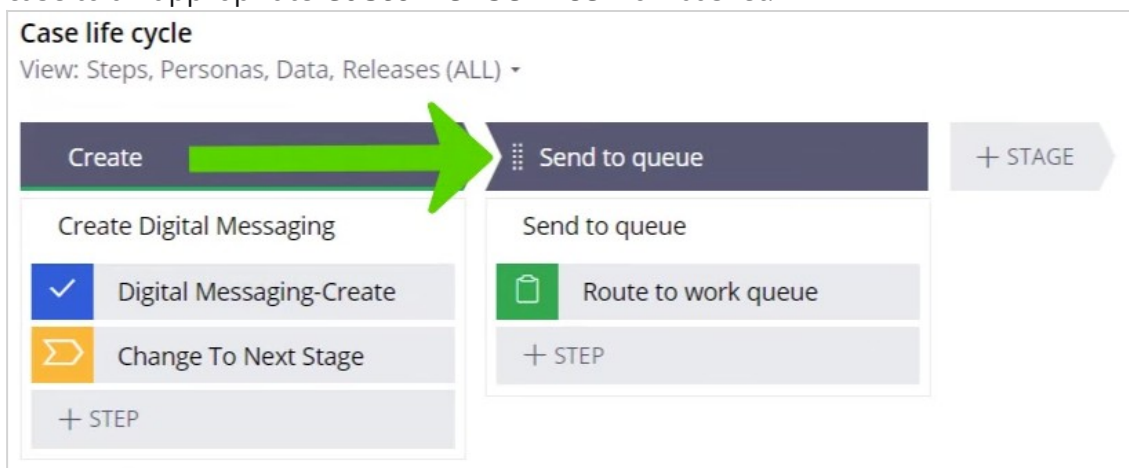 Case life cycle
View: Steps, Personas, Data, Releases (ALL)
Create
Send to queue
+ STAGE
Create Digital Messaging
Send to queue
Digital Messaging-Create
Route to work queue
Change To Next Stage
+ STEP
+ STEP